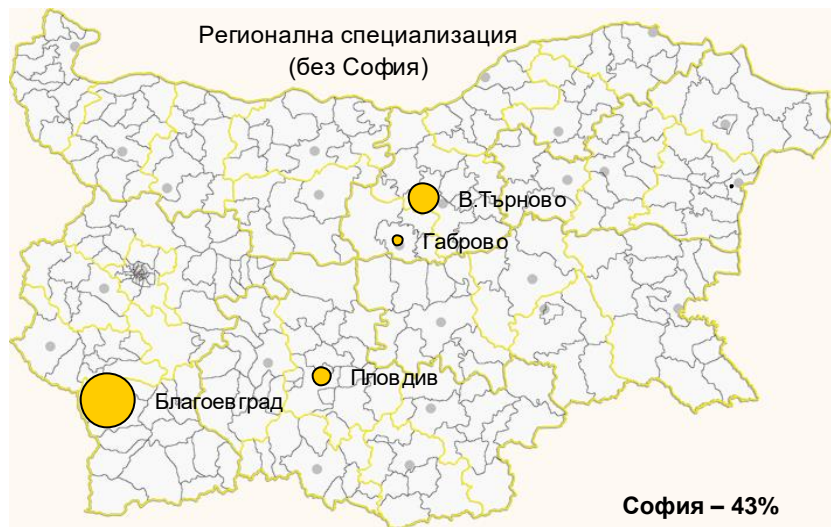 Регионална специализация
(без София)
В.Търново
Габрово
Пловдив
Благоевград
София – 43%